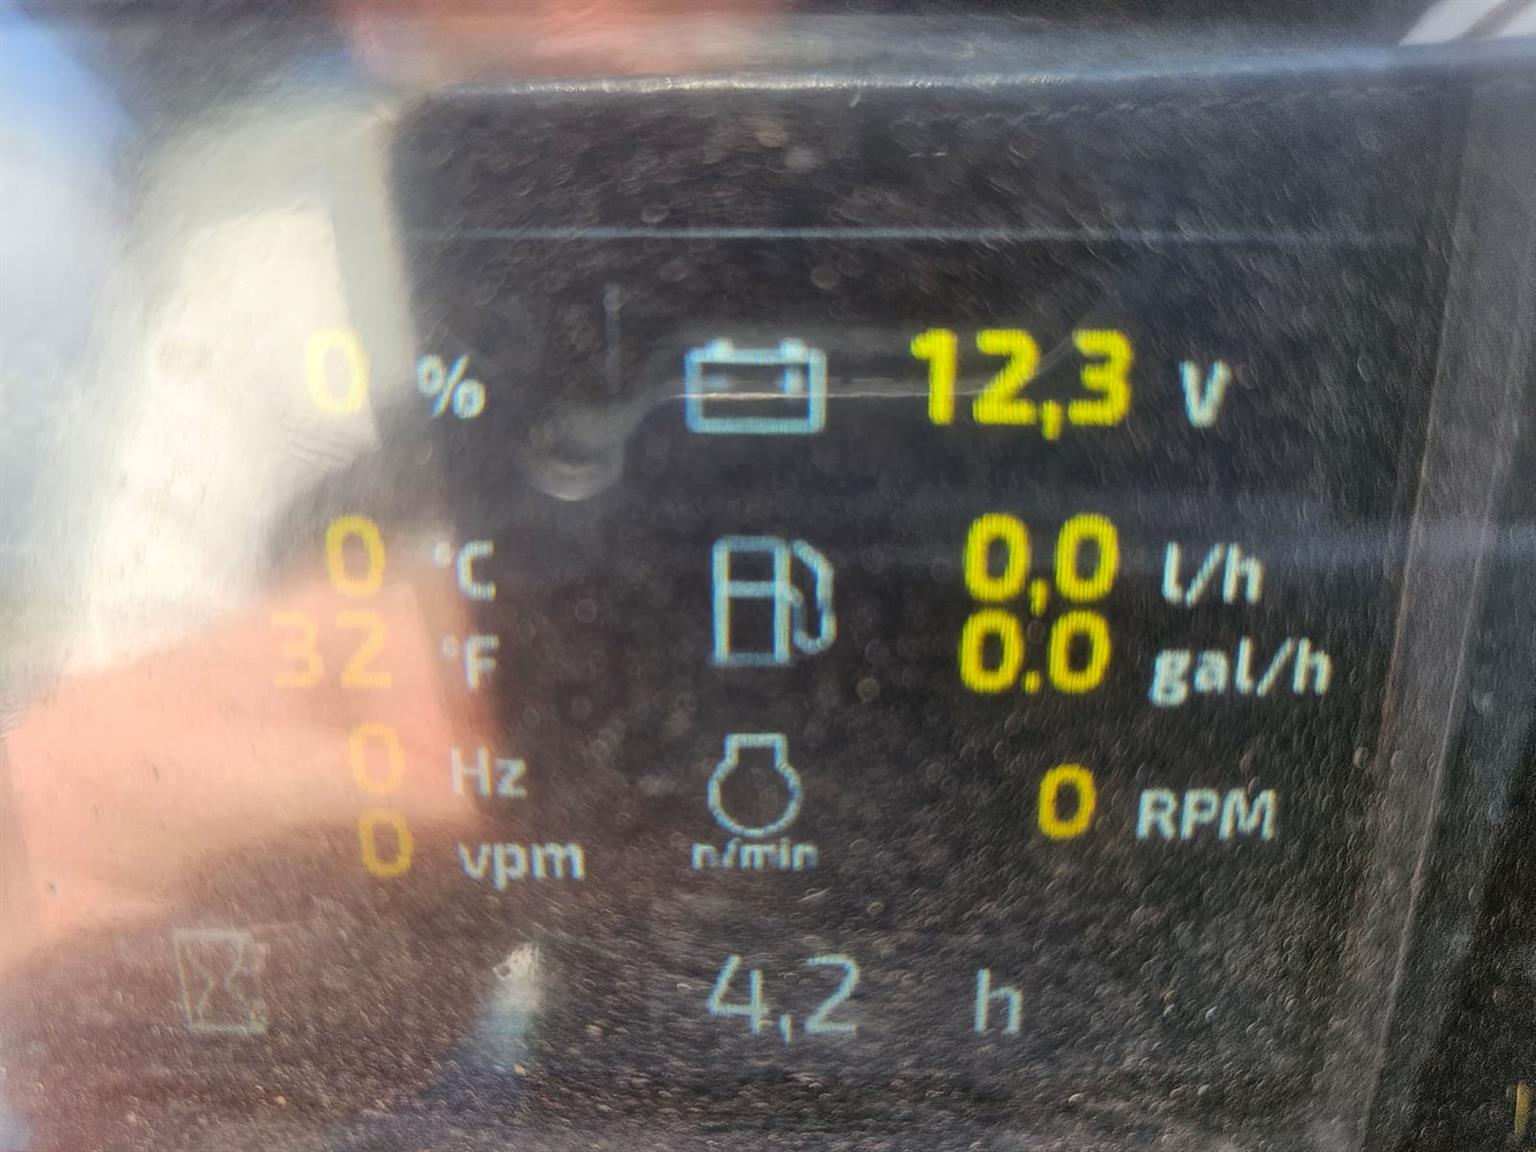 0 % 12,3 V
0 °C 0,0 l/h
32 °F 0.0 gal/h
0 Hz 0 RPM
0 vpm n/min
4,2 h